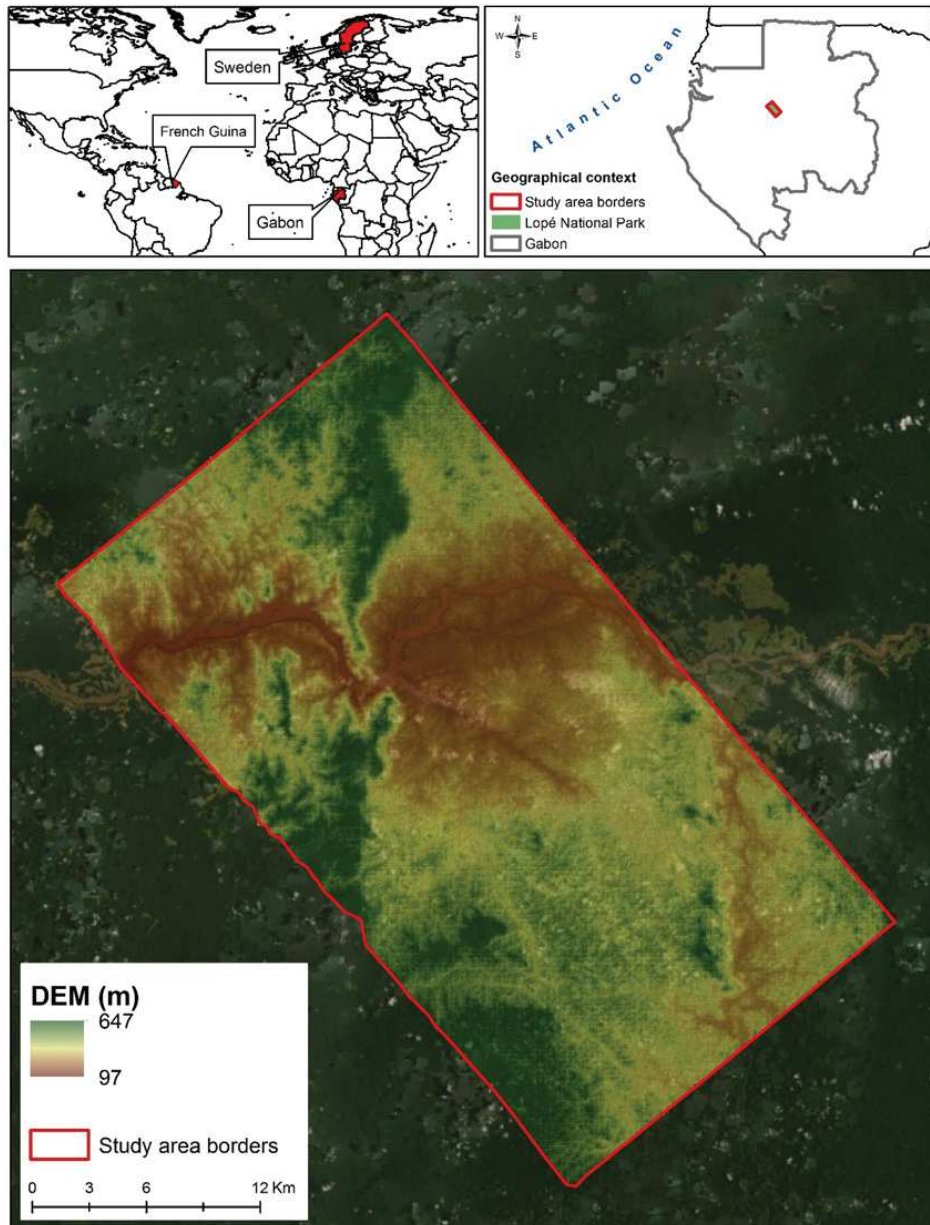 Sweden
French Guina
Gabon
N
W E
S
Atlantic Ocean
Geographical context
Study area borders
Lopé National Park
Gabon
DEM (m)
647
97
Study area borders
0 3 6 12 Km